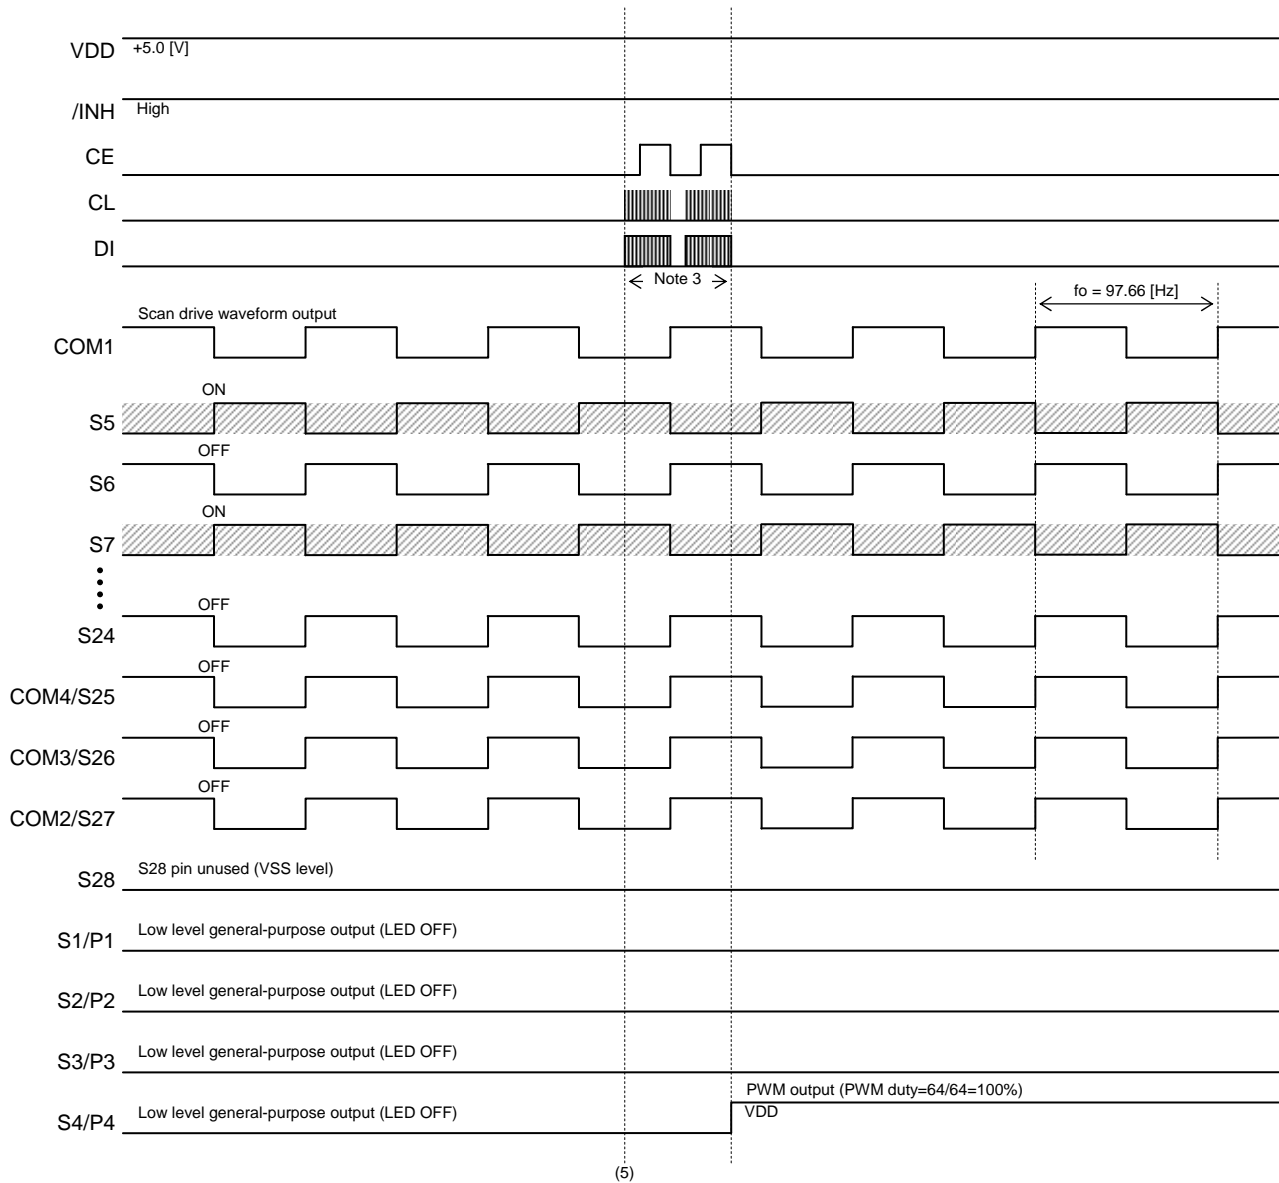 VDD +5.0 [V]
/INH High
CE
CL
DI
Note 3
fo = 97.66 [Hz]
Scan drive waveform output
COM1
ON
S5
OFF
S6
ON
S7
OFF
S24
OFF
COM4/S25
OFF
COM3/S26
OFF
COM2/S27
S28 pin unused (VSS level)
S28
Low level general-purpose output (LED OFF)
S1/P1
Low level general-purpose output (LED OFF)
S2/P2
Low level general-purpose output (LED OFF)
S3/P3
PWM output (PWM duty=64/64=100%)
Low level general-purpose output (LED OFF)
VDD
S4/P4
(5)